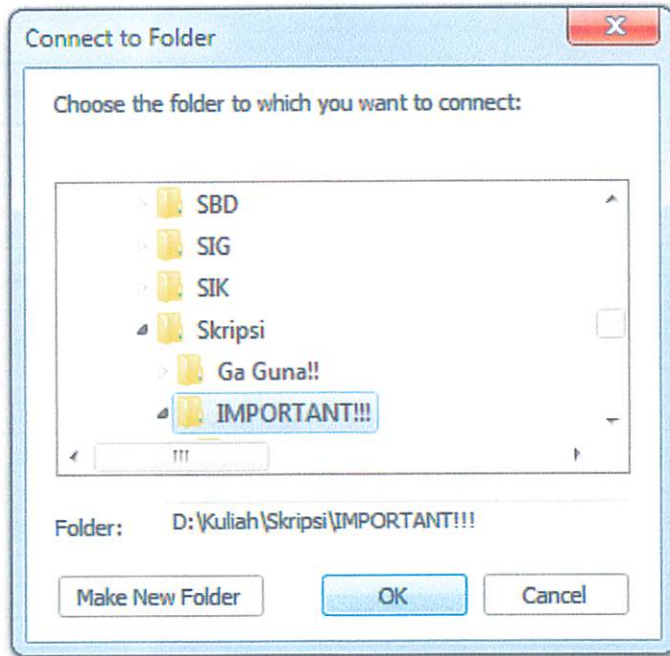 Connect to Folder
Choose the folder to which you want to connect:
SBD
SIG
SIK
Skripsi
Ga Guna!!
IMPORTANT!!!
Folder: D:\Kuliah\Skripsi\IMPORTANT!!!
Make New Folder OK Cancel